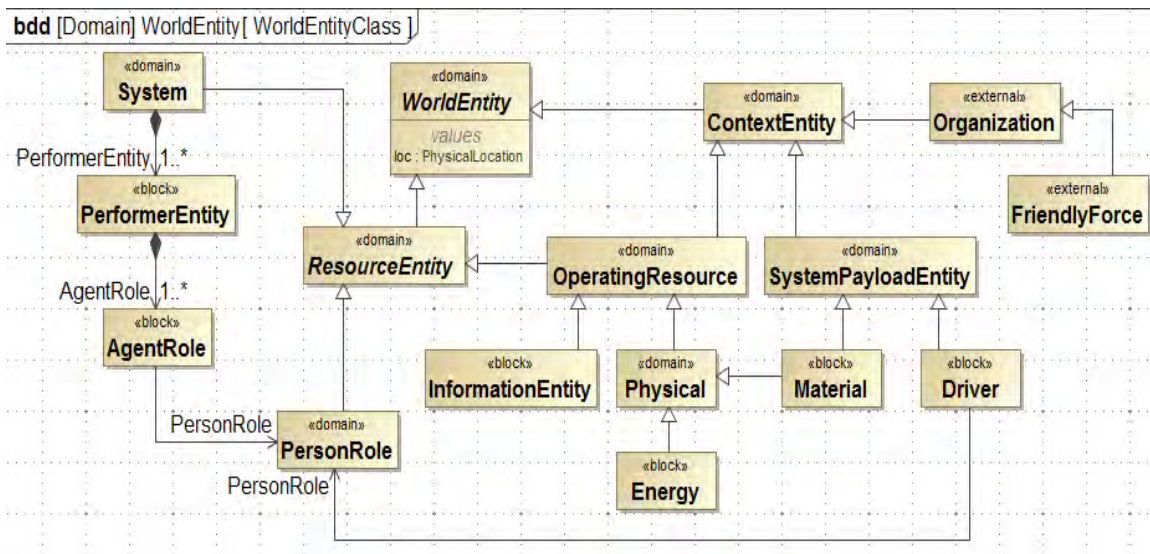 bdd [Domain] WorldEntity[ WorldEntityClass ]
«domain»
System
«domain»
WorldEntity
values
loc : PhysicalLocation
«domain»
ContextEntity
«external»
Organization
PerformerEntity 1..*
«block»
PerformerEntity
«external»
FriendlyForce
«domain»
ResourceEntity
«domain»
OperatingResource
«domain»
SystemPayloadEntity
AgentRole 1..*
«block»
AgentRole
«block»
InformationEntity
«domain»
Physical
«block»
Material
«block»
Driver
PersonRole
«domain»
PersonRole
PersonRole
«block»
Energy